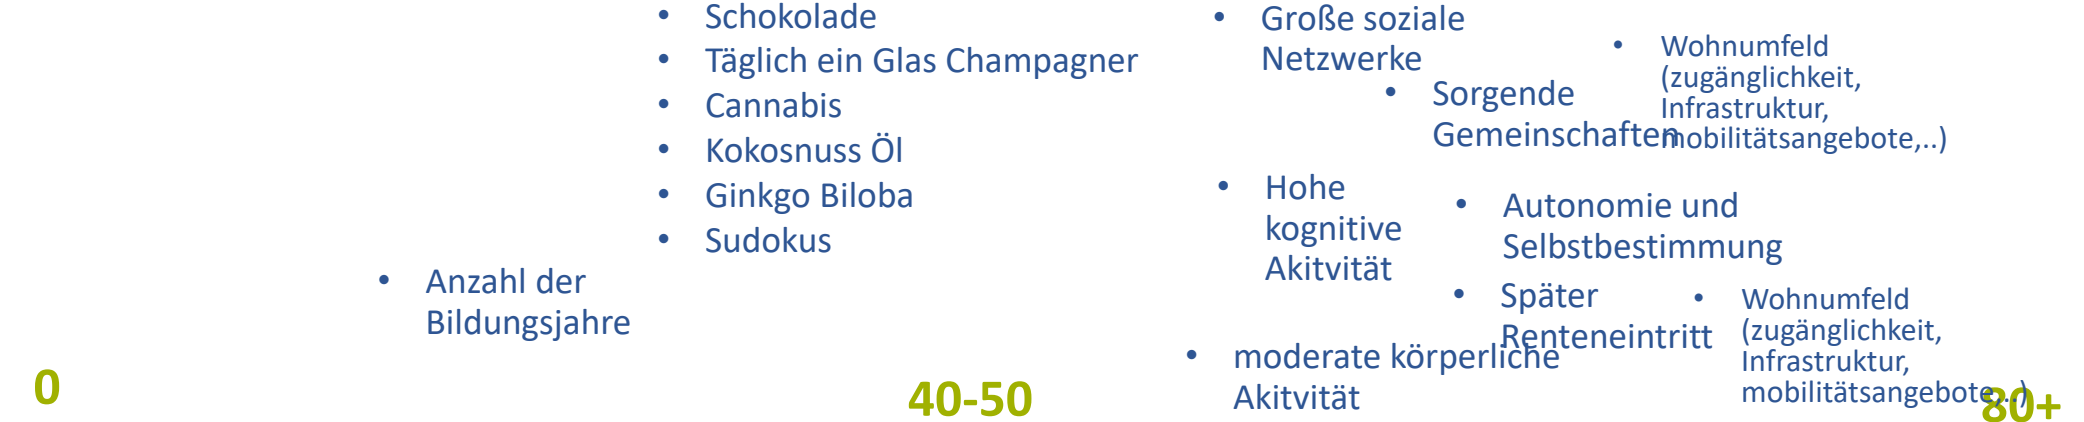 • Schokolade
• Täglich ein Glas Champagner
• Cannabis
• Kokosnuss Öl
• Ginkgo Biloba
• Sudokus
• Anzahl der
Bildungsjahre
• Große soziale
Netzwerke
• Wohnumfeld
(zugänglichkeit,
Infrastruktur,
mobilitätsangebote,..)
• Sorgende
Gemeinschaften
• Hohe
kognitive
Akitvität
• Autonomie und
Selbstbestimmung
• Später
Renteneintritt
• Wohnumfeld
(zugänglichkeit,
Infrastruktur,
mobilitätsangebote,..)
• moderate körperliche
Akitvität
0
40-50
80+